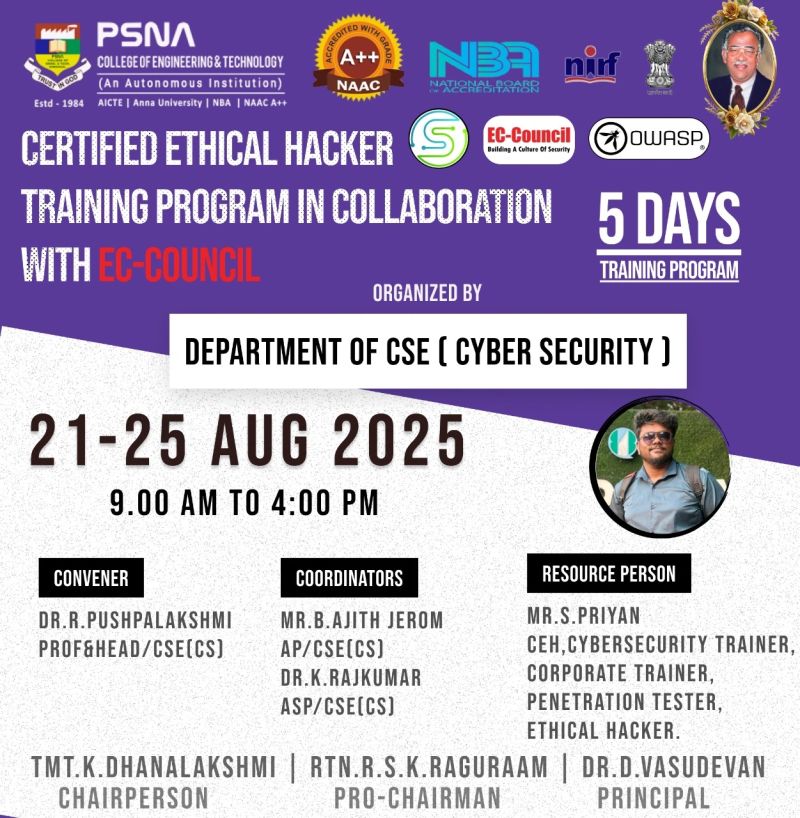 PSNA
COLLEGE OF ENGINEERING & TECHNOLOGY
(An Autonomous Institution)
Estd - 1984 AICTE | Anna University | NBA | NAAC A++
PSNA
TRUST IN GOD
ACCREDITED WITH GRADE
A++
NAAC
NBA
NATIONAL BOARD
OF ACCREDITATION
nirf
CERTIFIED ETHICAL HACKER
TRAINING PROGRAM IN COLLABORATION
WITH EC-COUNCIL
S
EC-Council
Building A Culture Of Security
OWASP
5 DAYS
TRAINING PROGRAM
ORGANIZED BY
DEPARTMENT OF CSE ( CYBER SECURITY )
21-25 AUG 2025
9.00 AM TO 4:00 PM
CONVENER
DR.R.PUSHPALAKSHMI
PROF&HEAD/CSE(CS)
COORDINATORS
MR.B.AJITH JEROM
AP/CSE(CS)
DR.K.RAJKUMAR
ASP/CSE(CS)
RESOURCE PERSON
MR.S.PRIYAN
CEH,CYBERSECURITY TRAINER,
CORPORATE TRAINER,
PENETRATION TESTER,
ETHICAL HACKER.
TMT.K.DHANALAKSHMI | RTN.R.S.K.RAGURAAM | DR.D.VASUDEVAN
CHAIRPERSON PRO-CHAIRMAN PRINCIPAL